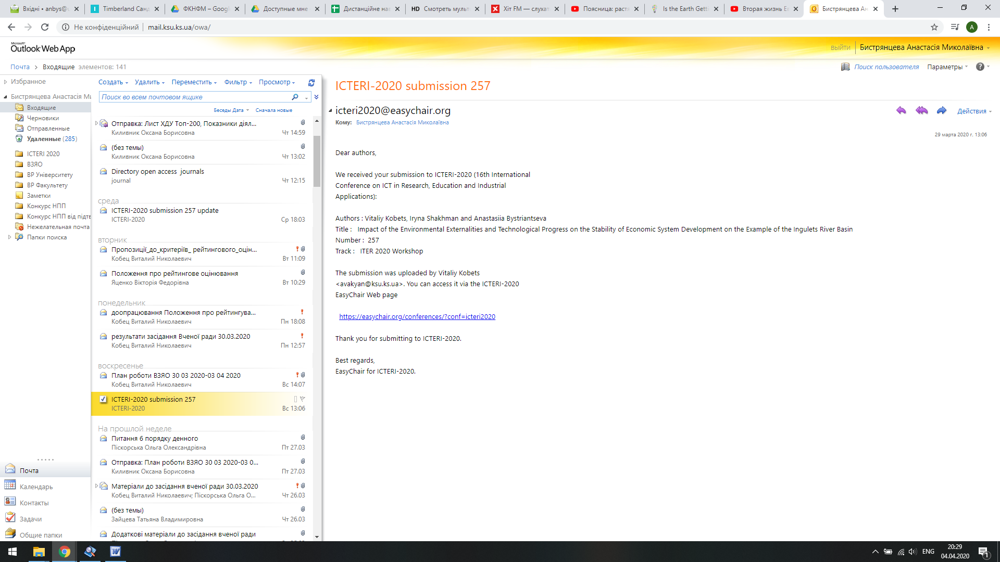 Вхідні • anbys@u
Timberland Санд
ФКНФМ – Googl
Доступные мне
Дистанційне нав
HD Смотреть мульт
Хіт FM — слухат
Поясница: растя
Is the Earth Gett
Вторая жизнь Ев
Бистрянцева Ан
Не конфіденційний
mail.ksu.ks.ua/owa/
A
Microsoft
Outlook Web App
выйти
Бистрянцева Анастасія Миколаївна
Почта > Входящие элементов: 141
Поиск пользователя
Параметры
Избранное
Бистрянцева Анастасія Ми
Входящие
Черновики
Отправленные
Удаленные (285)
ICTERI 2020
ВЗЯО
ВР Університету
ВР Факультету
Заметки
Конкурс НПП
Конкурс НПП від підтв
Нежелательная почта
Папки поиска
Почта
Календарь
Контакты
Задачи
Общие папки
Создать
Удалить
Переместить
Фильтр
Просмотр
Поиск во всем почтовом ящике
Беседы Дата
Сначала новые
Отправка: Лист ХДУ Топ-200, Показники діял...
Киливник Оксана Борисовна Чт 14:59
(без темы)
Киливник Оксана Борисовна Чт 13:02
Directory open access journals
journal Чт 12:15
среда
ICTERI-2020 submission 257 update
ICTERI-2020 Ср 18:03
вторник
Пропозиції_до_критеріїв_ рейтингового_оцін...
Кобец Виталий Николаевич Вт 11:09
Положення про рейтингове оцінювання
Яценко Вікторія Федорівна Вт 10:29
понедельник
доопрацювання Положення про рейтингува...
Кобец Виталий Николаевич Пн 18:08
результати засідання Вченої ради 30.03.2020
Кобец Виталий Николаевич Пн 12:57
воскресенье
План роботи ВЗЯО 30 03 2020-03 04 2020
Кобец Виталий Николаевич Вс 14:07
ICTERI-2020 submission 257
ICTERI-2020 Вс 13:06
На прошлой неделе
Питання 6 порядку денного
Піскорська Ольга Олександрівна Пт 27.03
Отправка: План роботи ВЗЯО 30 03 2020-03 0...
Киливник Оксана Борисовна Пт 27.03
Матеріали до засідання вченої ради 30.03.2020
Кобец Виталий Николаевич; Піскорська Ольга О... Чт 26.03
(без темы)
Зайцева Татьяна Владимировна Чт 26.03
Додаткові матеріали до засідання вченої ради
ICTERI-2020 submission 257
icteri2020@easychair.org
Действия
Кому: Бистрянцева Анастасія Миколаївна
29 марта 2020 г. 13:06
Dear authors,
We received your submission to ICTERI-2020 (16th International
Conference on ICT in Research, Education and Industrial
Applications):
Authors : Vitaliy Kobets, Iryna Shakhman and Anastasiia Bystriantseva
Title : Impact of the Environmental Externalities and Technological Progress on the Stability of Economic System Development on the Example of the Ingulets River Basin
Number : 257
Track : ITER 2020 Workshop
The submission was uploaded by Vitaliy Kobets
<avakyan@ksu.ks.ua>. You can access it via the ICTERI-2020
EasyChair Web page
https://easychair.org/conferences/?conf=icteri2020
Thank you for submitting to ICTERI-2020.
Best regards,
EasyChair for ICTERI-2020.
ENG
20:29
04.04.2020
1